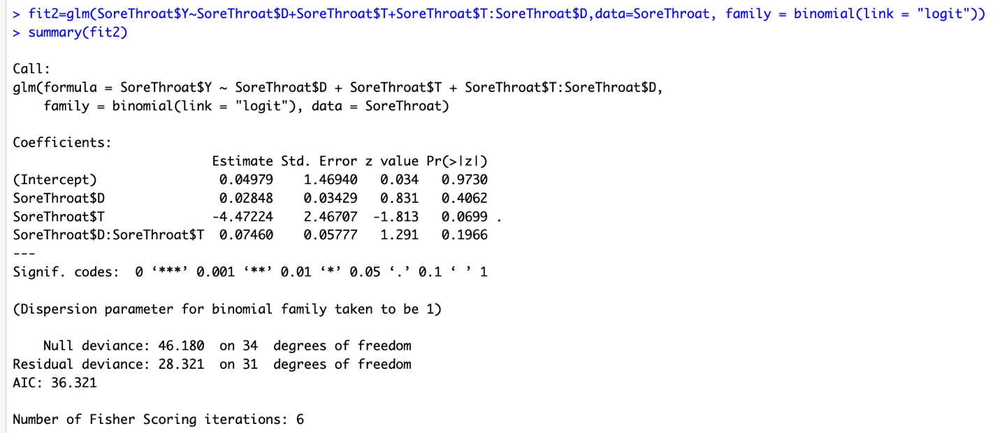 > fit2=glm(SoreThroat$Y~SoreThroat$D+SoreThroat$T+SoreThroat$T:SoreThroat$D,data=SoreThroat, family = binomial(link = "logit"))
> summary(fit2)
Call:
glm(formula = SoreThroat$Y ~ SoreThroat$D + SoreThroat$T + SoreThroat$T:SoreThroat$D,
    family = binomial(link = "logit"), data = SoreThroat)
Coefficients:
                          Estimate Std. Error z value Pr(>|z|)
(Intercept)                0.04979    1.46940   0.034   0.9730
SoreThroat$D               0.02848    0.03429   0.831   0.4062
SoreThroat$T              -4.47224    2.46707  -1.813   0.0699 .
SoreThroat$D:SoreThroat$T  0.07460    0.05777   1.291   0.1966
---
Signif. codes:  0 ‘***’ 0.001 ‘**’ 0.01 ‘*’ 0.05 ‘.’ 0.1 ‘ ’ 1
(Dispersion parameter for binomial family taken to be 1)
    Null deviance: 46.180  on 34  degrees of freedom
Residual deviance: 28.321  on 31  degrees of freedom
AIC: 36.321
Number of Fisher Scoring iterations: 6